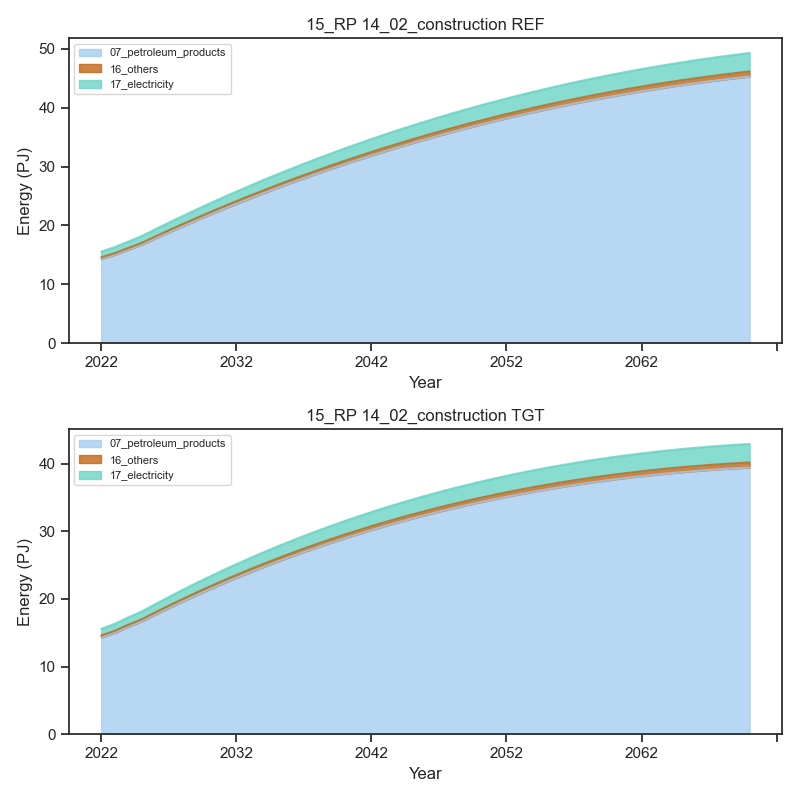 15_RP 14_02_construction REF
07_petroleum_products
16_others
17_electricity
Energy (PJ)
50
40
30
20
10
0
2022 2032 2042 2052 2062
Year
15_RP 14_02_construction TGT
07_petroleum_products
16_others
17_electricity
Energy (PJ)
40
30
20
10
0
2022 2032 2042 2052 2062
Year